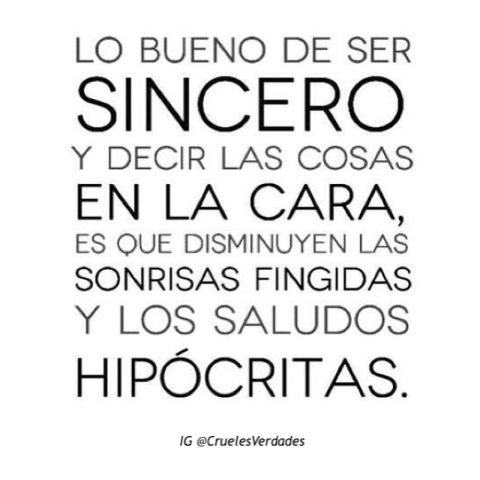 LO BUENO DE SER
SINCERO
Y DECIR LAS COSAS
EN LA CARA,
ES QUE DISMINUYEN LAS
SONRISAS FINGIDAS
Y LOS SALUDOS
HIPÓCRITAS.
IG @CruelesVerdades